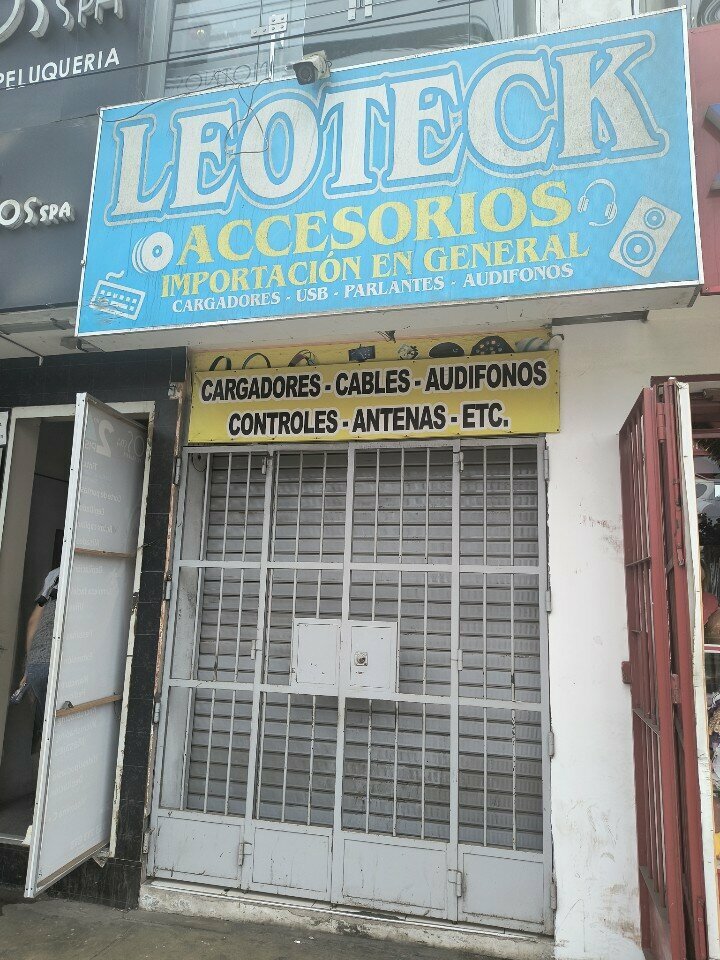 PELUQUERIA
OS SPA
LEOTECK
ACCESORIOS
IMPORTACIÓN EN GENERAL
CARGADORES - USB - PARLANTES - AUDIFONOS
CARGADORES - CABLES - AUDIFONOS
CONTROLES - ANTENAS - ETC.